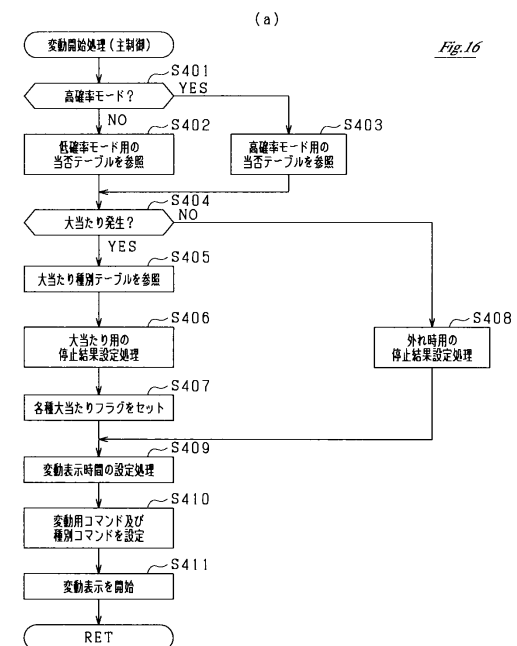 (a)
Fig.16
変動開始処理(主制御)
S401
高確率モード?
YES
NO
S402
低確率モード用の
当否テーブルを参照
S403
高確率モード用の
当否テーブルを参照
S404
大当たり発生?
NO
YES
S405
大当たり種別テーブルを参照
S406
大当たり用の
停止結果設定処理
S408
外れ時用の
停止結果設定処理
S407
各種大当たりフラグをセット
S409
変動表示時間の設定処理
S410
変動用コマンド及び
種別コマンドを設定
S411
変動表示を開始
RET